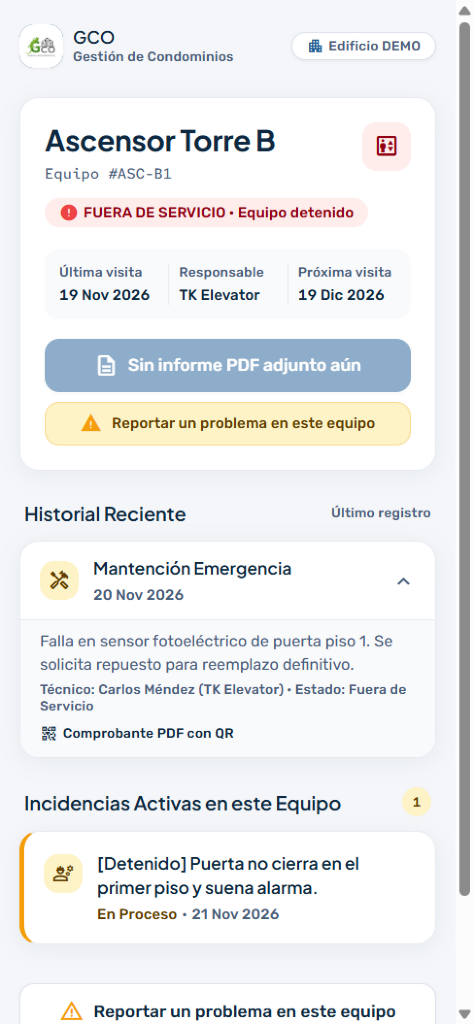 GCO
GCO
Gestión de Condominios
Edificio DEMO
Ascensor Torre B
Equipo #ASC-B1
FUERA DE SERVICIO • Equipo detenido
Última visita
19 Nov 2026
Responsable
TK Elevator
Próxima visita
19 Dic 2026
Sin informe PDF adjunto aún
Reportar un problema en este equipo
Historial Reciente
Último registro
Mantención Emergencia
20 Nov 2026
Falla en sensor fotoeléctrico de puerta piso 1. Se
solicita repuesto para reemplazo definitivo.
Técnico: Carlos Méndez (TK Elevator) • Estado: Fuera de
Servicio
Comprobante PDF con QR
Incidencias Activas en este Equipo
1
[Detenido] Puerta no cierra en el
primer piso y suena alarma.
En Proceso • 21 Nov 2026
Reportar un problema en este equipo